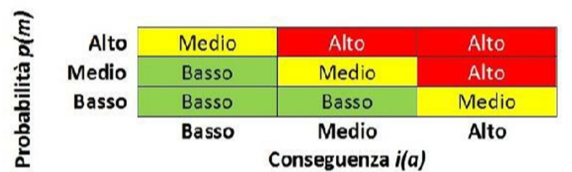 Probabilità p(m)
Alto Medio Alto Alto
Medio Basso Medio Alto
Basso Basso Basso Medio
Basso Medio Alto
Conseguenza i(a)